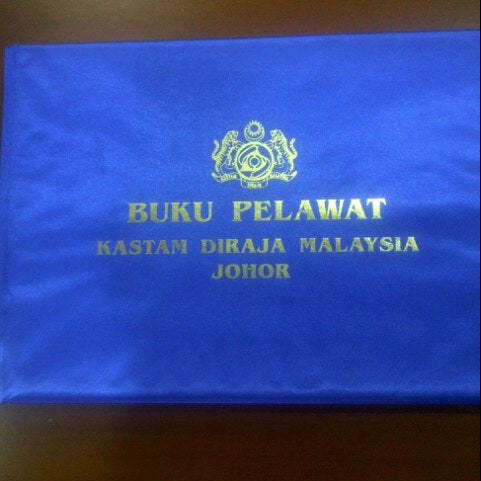 BUKU PELAWAT
KASTAM DIRAJA MALAYSIA
JOHOR